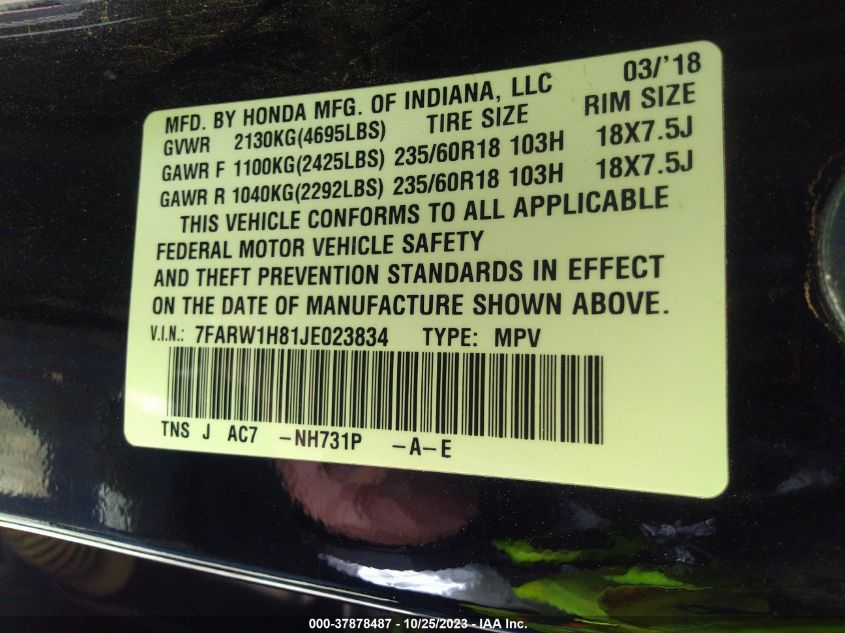 MFD. BY HONDA MFG. OF INDIANA, LLC 03/'18
GVWR 2130KG(4695LBS) TIRE SIZE RIM SIZE
GAWR F 1100KG(2425LBS) 235/60R18 103H 18X7.5J
GAWR R 1040KG(2292LBS) 235/60R18 103H 18X7.5J
THIS VEHICLE CONFORMS TO ALL APPLICABLE
FEDERAL MOTOR VEHICLE SAFETY
AND THEFT PREVENTION STANDARDS IN EFFECT
ON THE DATE OF MANUFACTURE SHOWN ABOVE.
V.I.N.: 7FARW1H81JE023834 TYPE: MPV
TNS J AC7 -NH731P -A-E
000-37878487 - 10/25/2023 - IAA Inc.